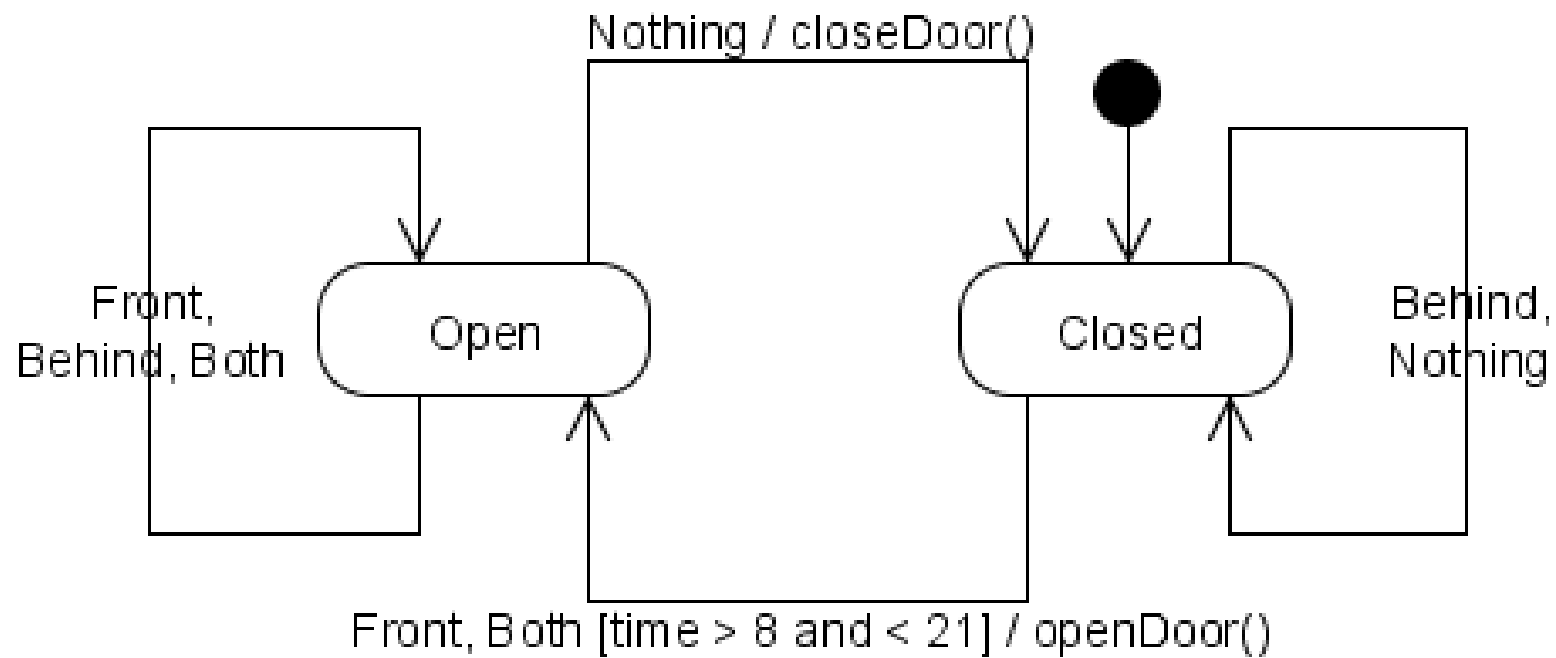 Nothing / closeDoor()
Front,
Behind, Both
Open
Closed
Behind,
Nothing
Front, Both [time > 8 and < 21] / openDoor()